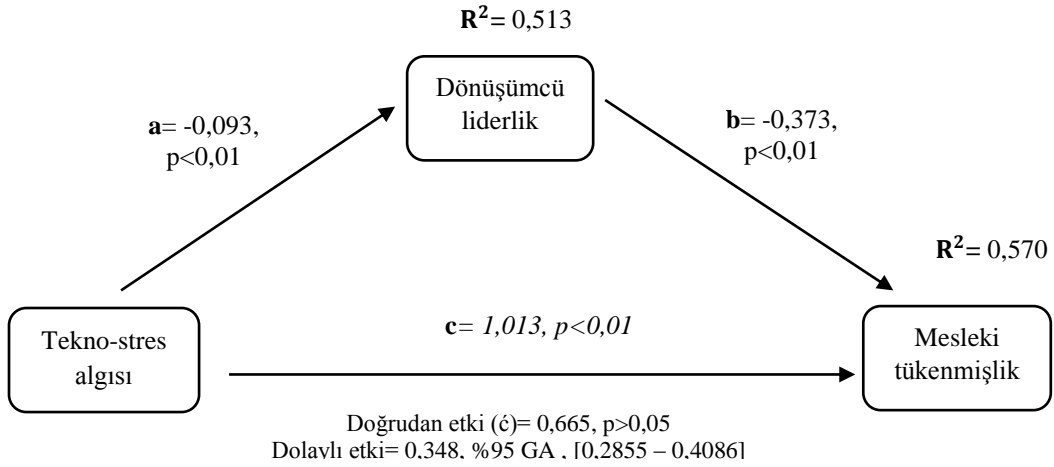 R²= 0,513
Dönüşümcü
liderlik
a= -0,093,
p<0,01
b= -0,373,
p<0,01
R²= 0,570
Tekno-stres
algısı
c= 1,013, p<0,01
Mesleki
tükenmişlik
Doğrudan etki (ć)= 0,665, p>0,05
Dolaylı etki= 0,348, %95 GA , [0,2855 – 0,4086]